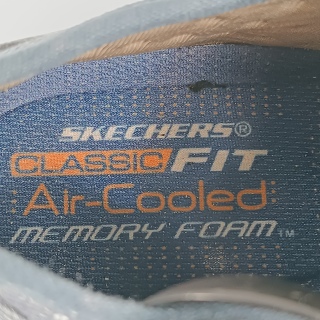 SKECHERS®
CLASSIC FIT
Air-Cooled
MEMORY FOAM™